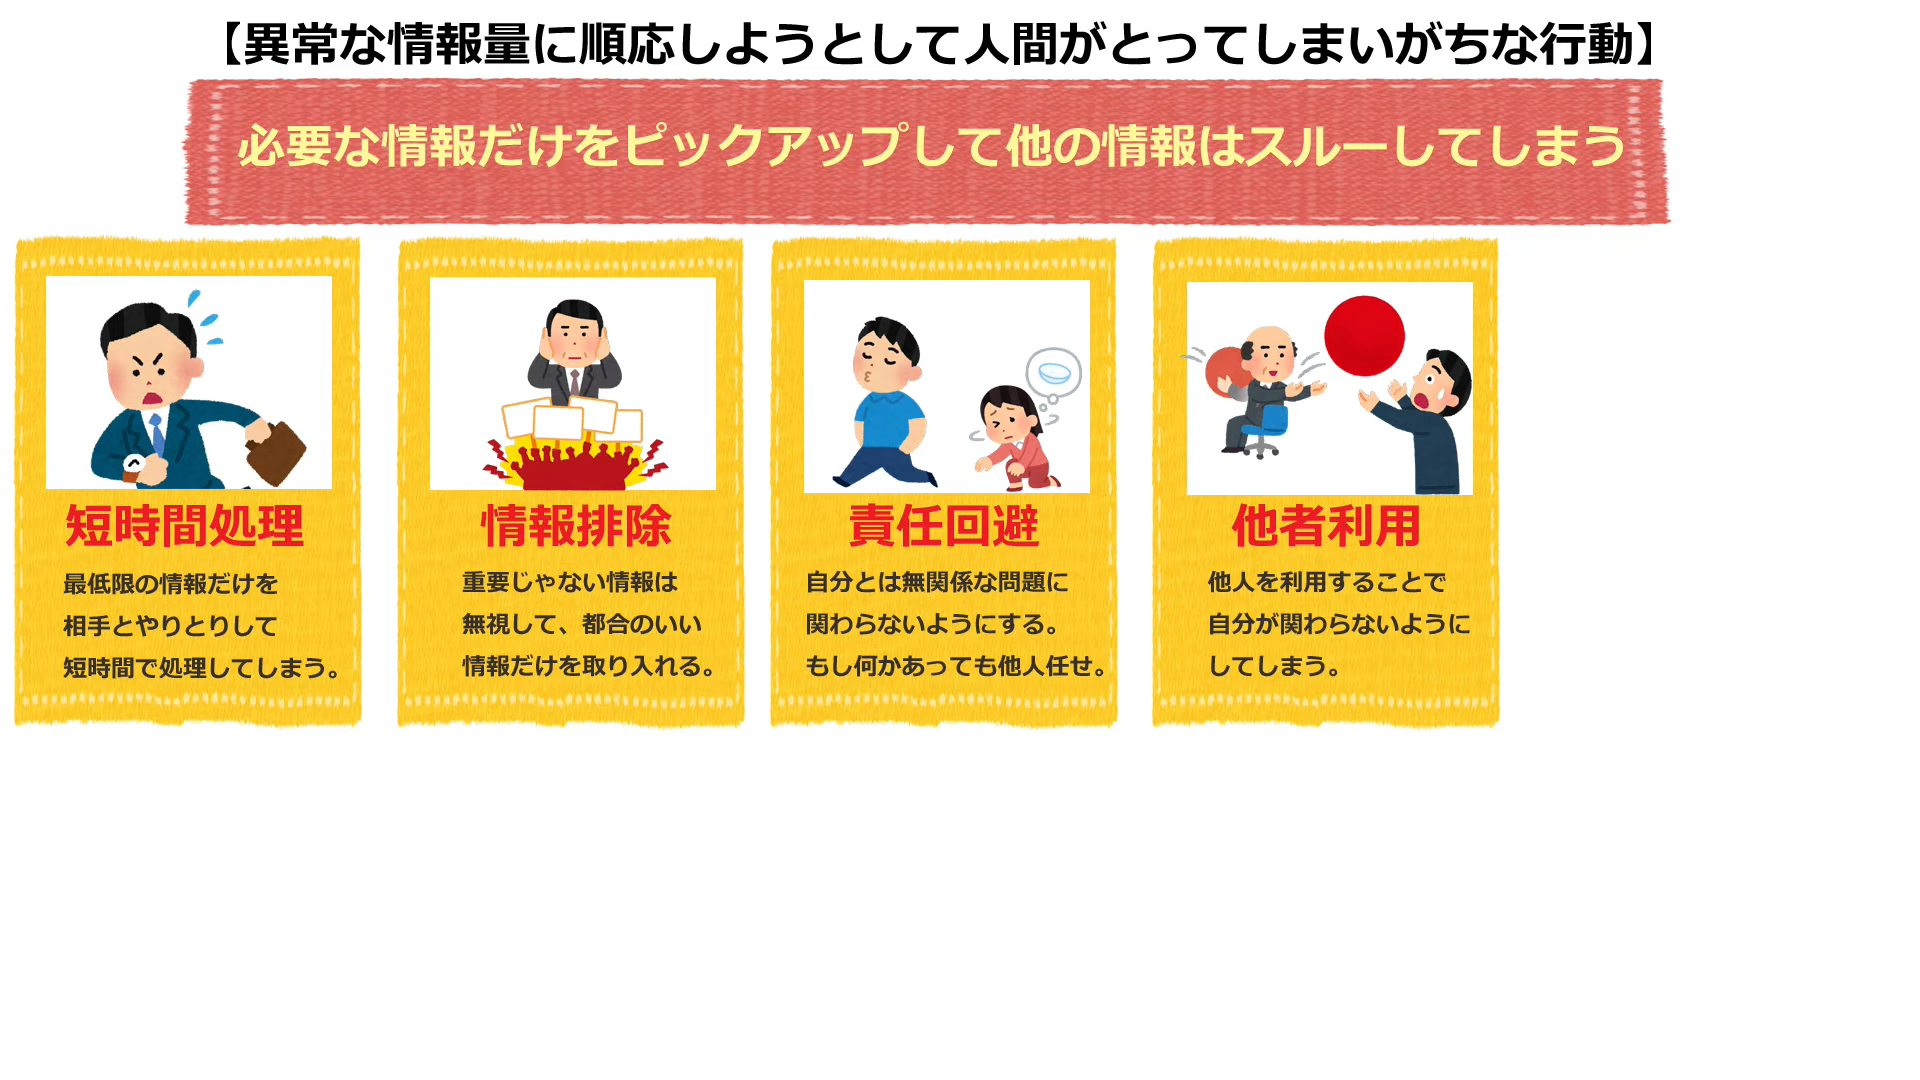 【異常な情報量に順応しようとして人間がとってしまいがちな行動】
必要な情報だけをピックアップして他の情報はスルーしてしまう
短時間処理
最低限の情報だけを
相手とやりとりして
短時間で処理してしまう。
情報排除
重要じゃない情報は
無視して、都合のいい
情報だけを取り入れる。
責任回避
自分とは無関係な問題に
関わらないようにする。
もし何かあっても他人任せ。
他者利用
他人を利用することで
自分が関わらないように
してしまう。